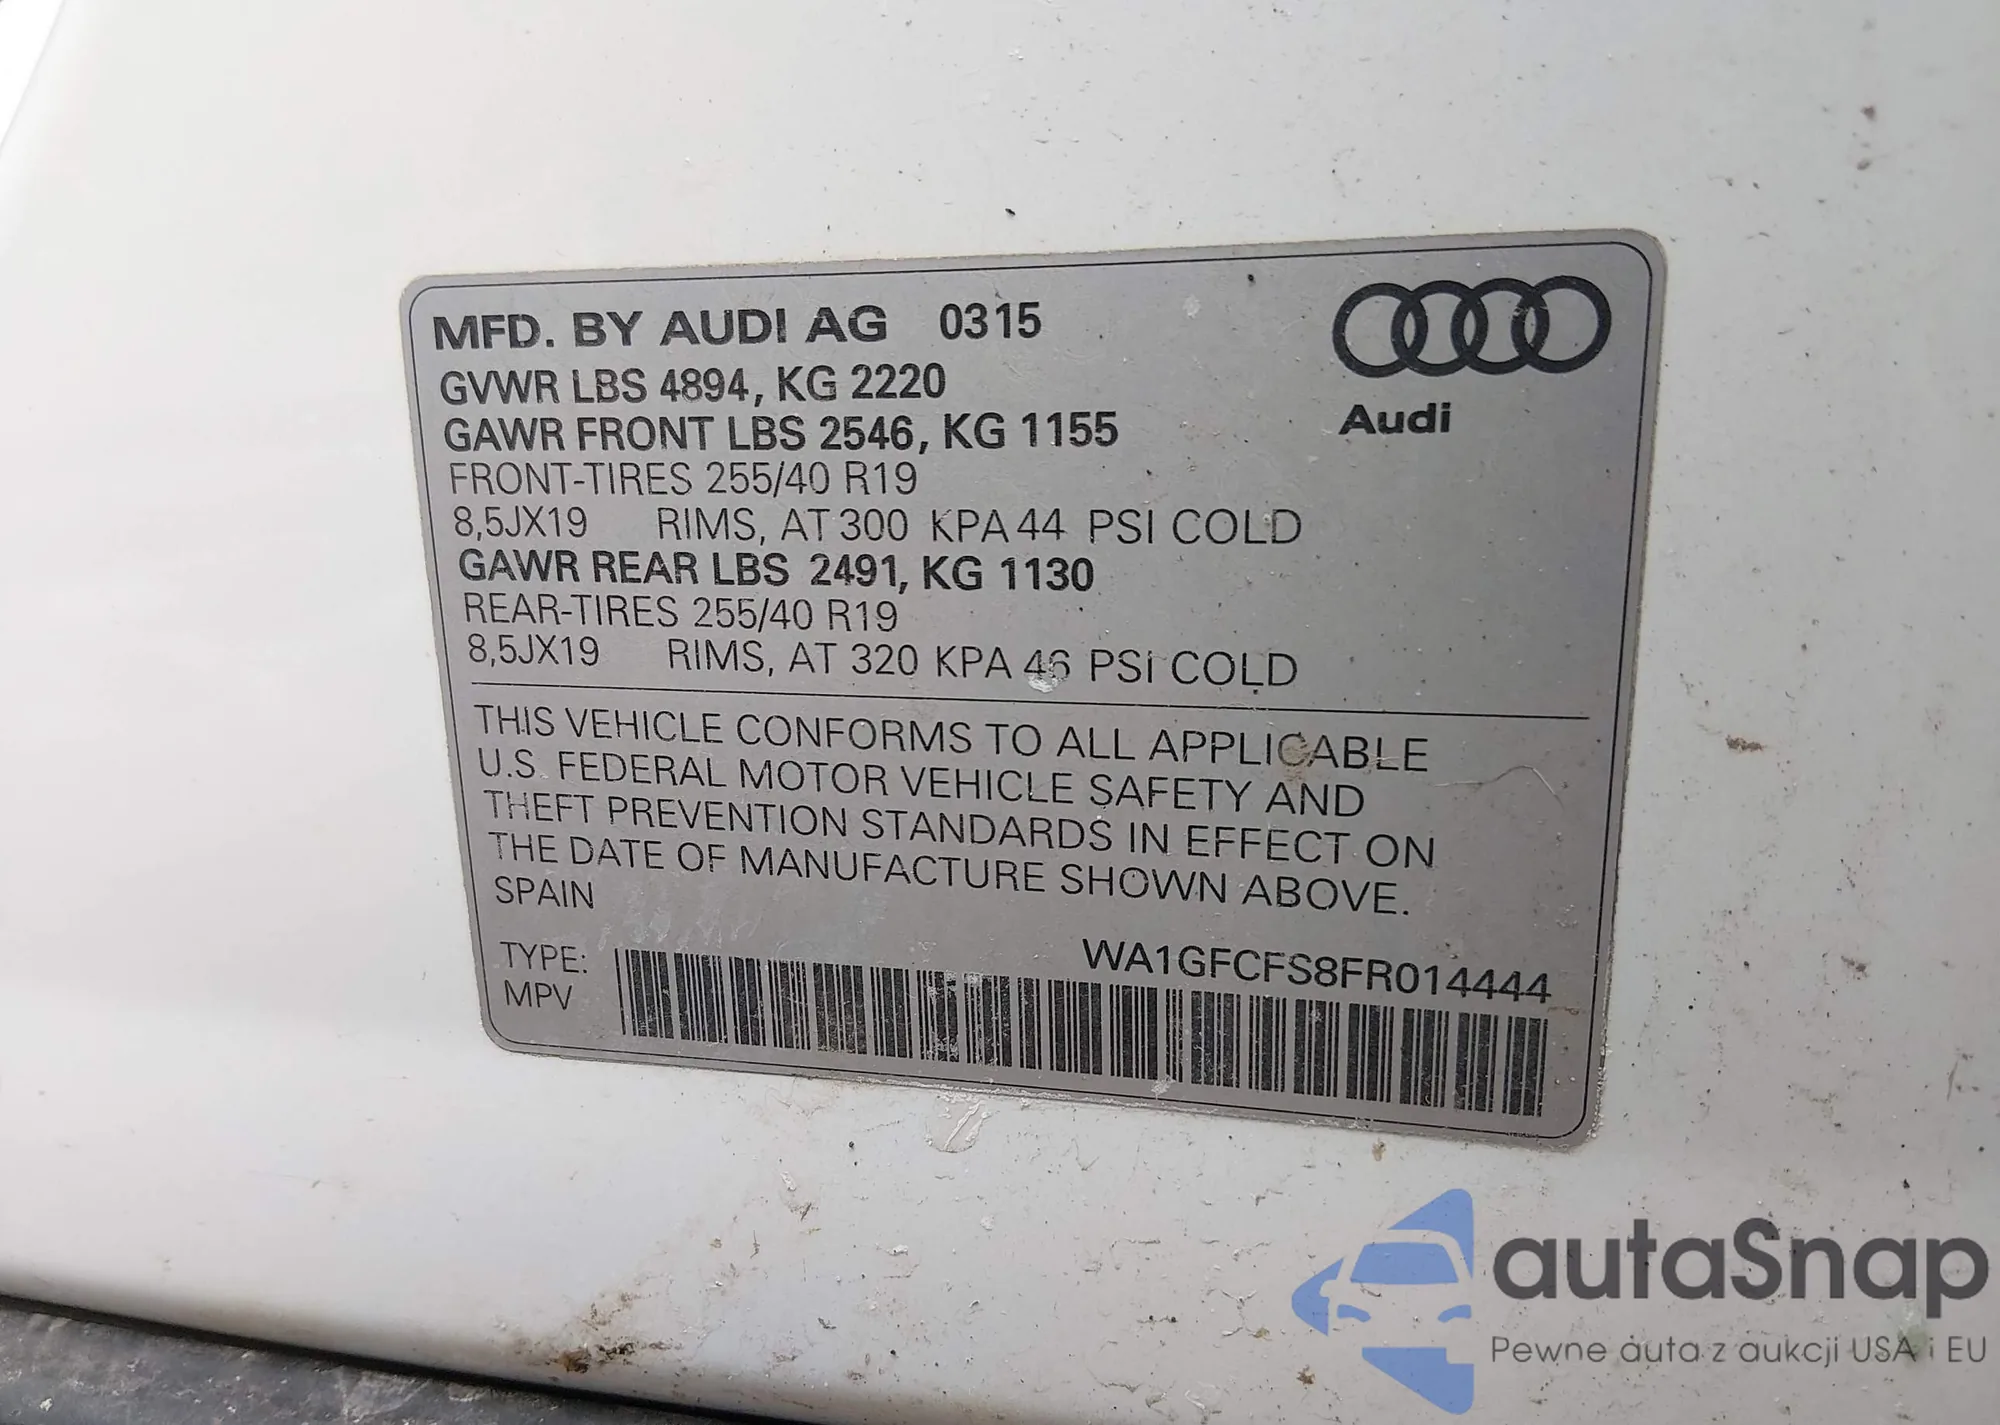 MFD. BY AUDI AG 0315
GVWR LBS 4894, KG 2220
GAWR FRONT LBS 2546, KG 1155
FRONT-TIRES 255/40 R19
8,5JX19 RIMS, AT 300 KPA 44 PSI COLD
GAWR REAR LBS 2491, KG 1130
REAR-TIRES 255/40 R19
8,5JX19 RIMS, AT 320 KPA 46 PSI COLD
Audi
THIS VEHICLE CONFORMS TO ALL APPLICABLE
U.S. FEDERAL MOTOR VEHICLE SAFETY AND
THEFT PREVENTION STANDARDS IN EFFECT ON
THE DATE OF MANUFACTURE SHOWN ABOVE.
SPAIN
TYPE:
MPV
WA1GFCFS8FR014444
autaSnap
Pewne auta z aukcji USA i EU